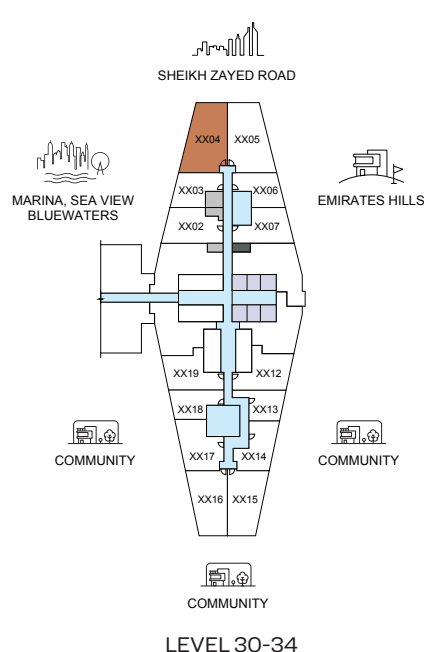 SHEIKH ZAYED ROAD
XX04
XX05
MARINA, SEA VIEW
BLUEWATERS
XX03
XX06
EMIRATES HILLS
XX02
XX07
XX19
XX12
XX18
XX13
COMMUNITY
XX17
XX14
COMMUNITY
XX16
XX15
COMMUNITY
LEVEL 30-34